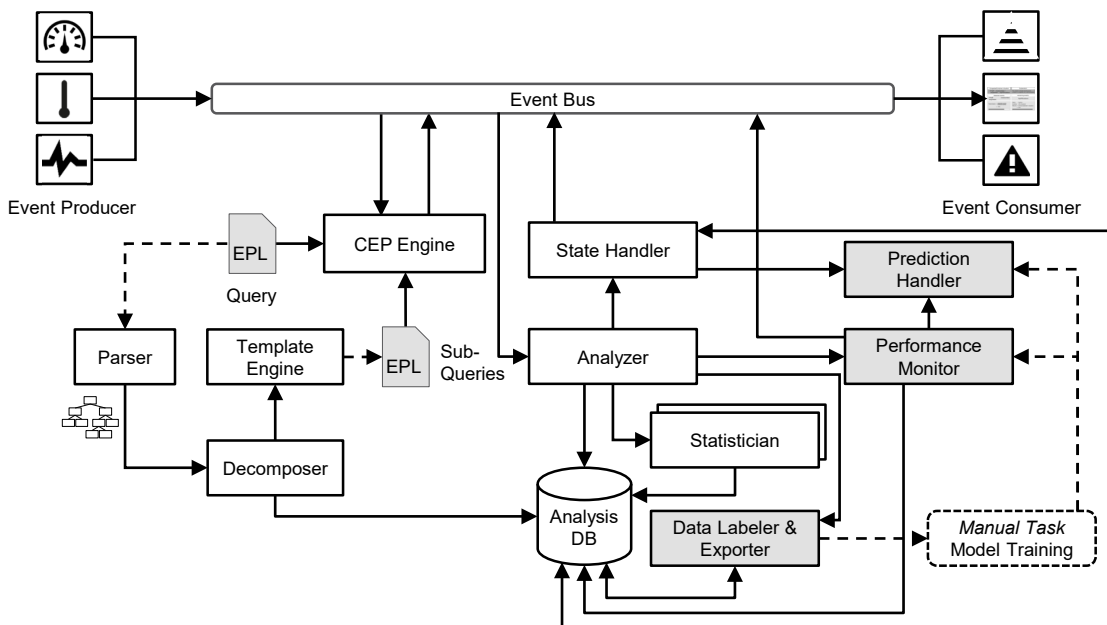 Event Bus
Event Producer
Event Consumer
EPL
Query
CEP Engine
State Handler
Prediction
Handler
Parser
Template
Engine
EPL
Sub-
Queries
Analyzer
Performance
Monitor
Statistician
Decomposer
Analysis
DB
Data Labeler &
Exporter
Manual Task
Model Training